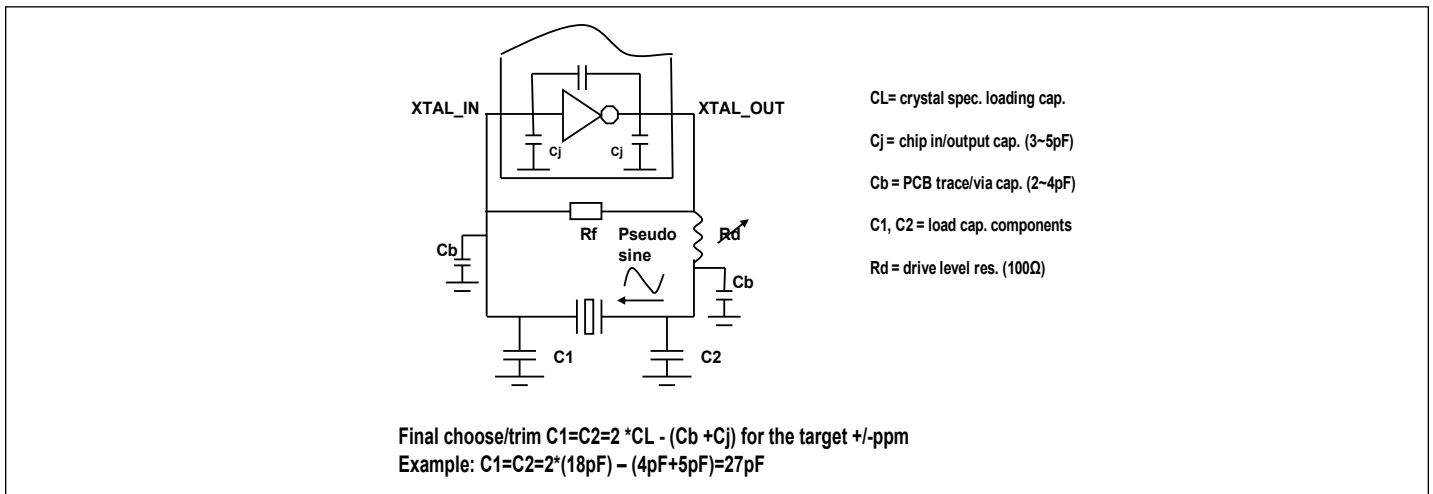 XTAL_IN
XTAL_OUT
Cj
Cj
Rf
Pseudo
sine
Rd
Cb
Cb
C1
C2
CL= crystal spec. loading cap.
Cj = chip in/output cap. (3~5pF)
Cb = PCB trace/via cap. (2~4pF)
C1, C2 = load cap. components
Rd = drive level res. (100Ω)
Final choose/trim C1=C2=2 *CL - (Cb +Cj) for the target +/-ppm
Example: C1=C2=2*(18pF) – (4pF+5pF)=27pF